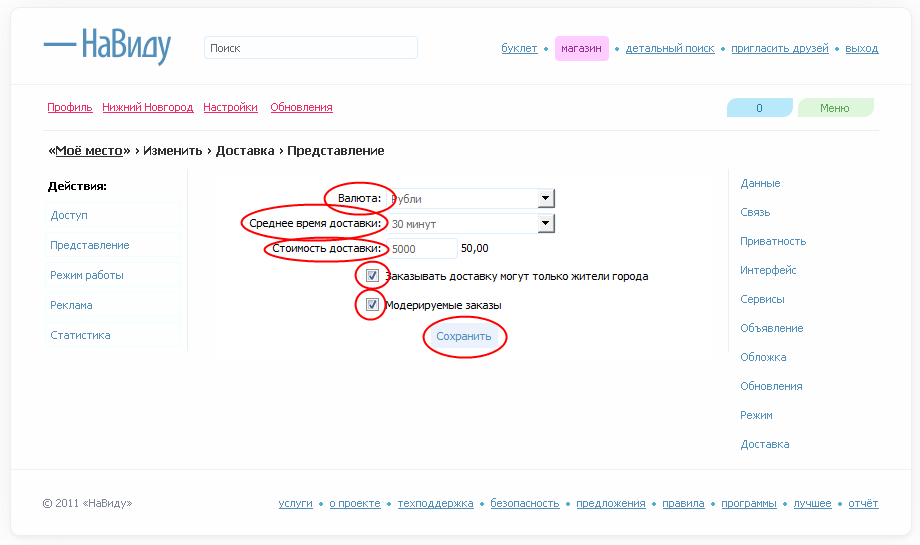 НаВиду
Поиск
буклет • магазин • детальный поиск • пригласить друзей • выход
Профиль Нижний Новгород Настройки Обновления
0 Меню
«Моё место» › Изменить › Доставка › Представление
Действия:
Доступ
Представление
Режим работы
Реклама
Статистика
Валюта: Рубли
Среднее время доставки: 30 минут
Стоимость доставки: 5000 50,00
Заказывать доставку могут только жители города
Модерируемые заказы
Сохранить
Данные
Связь
Приватность
Интерфейс
Сервисы
Объявление
Обложка
Обновления
Режим
Доставка
© 2011 «НаВиду»
услуги • о проекте • техподдержка • безопасность • предложения • правила • программы • лучшее • отчёт